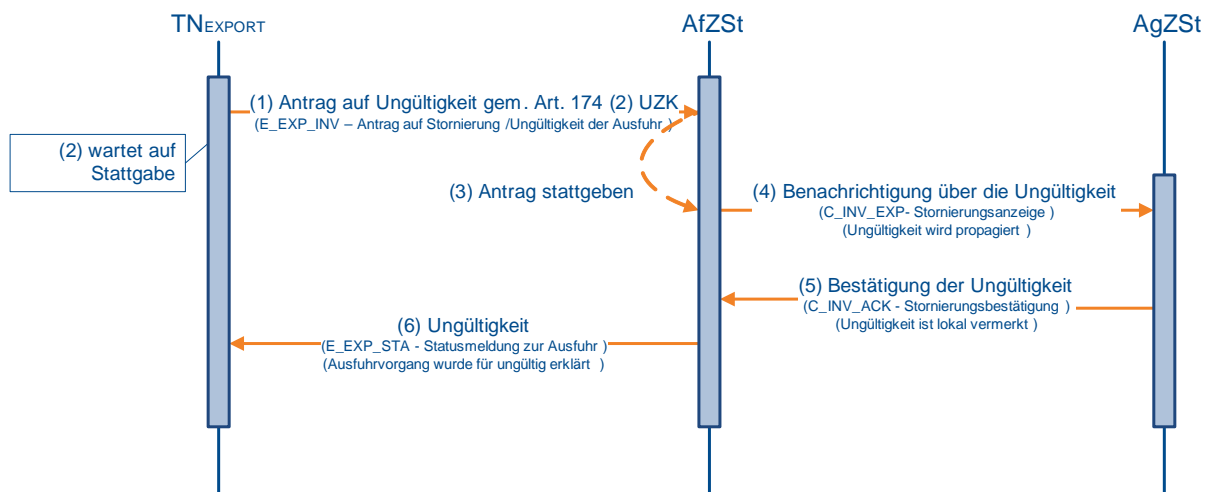 TNEXPORT
AfZSt
AgZSt
(1) Antrag auf Ungültigkeit gem. Art. 174 (2) UZK
(E_EXP_INV – Antrag auf Stornierung /Ungültigkeit der Ausfuhr )
(2) wartet auf
Stattgabe
(3) Antrag stattgeben
(4) Benachrichtigung über die Ungültigkeit
(C_INV_EXP- Stornierungsanzeige )
(Ungültigkeit wird propagiert )
(5) Bestätigung der Ungültigkeit
(C_INV_ACK - Stornierungsbestätigung )
(Ungültigkeit ist lokal vermerkt )
(6) Ungültigkeit
(E_EXP_STA - Statusmeldung zur Ausfuhr )
(Ausfuhrvorgang wurde für ungültig erklärt )